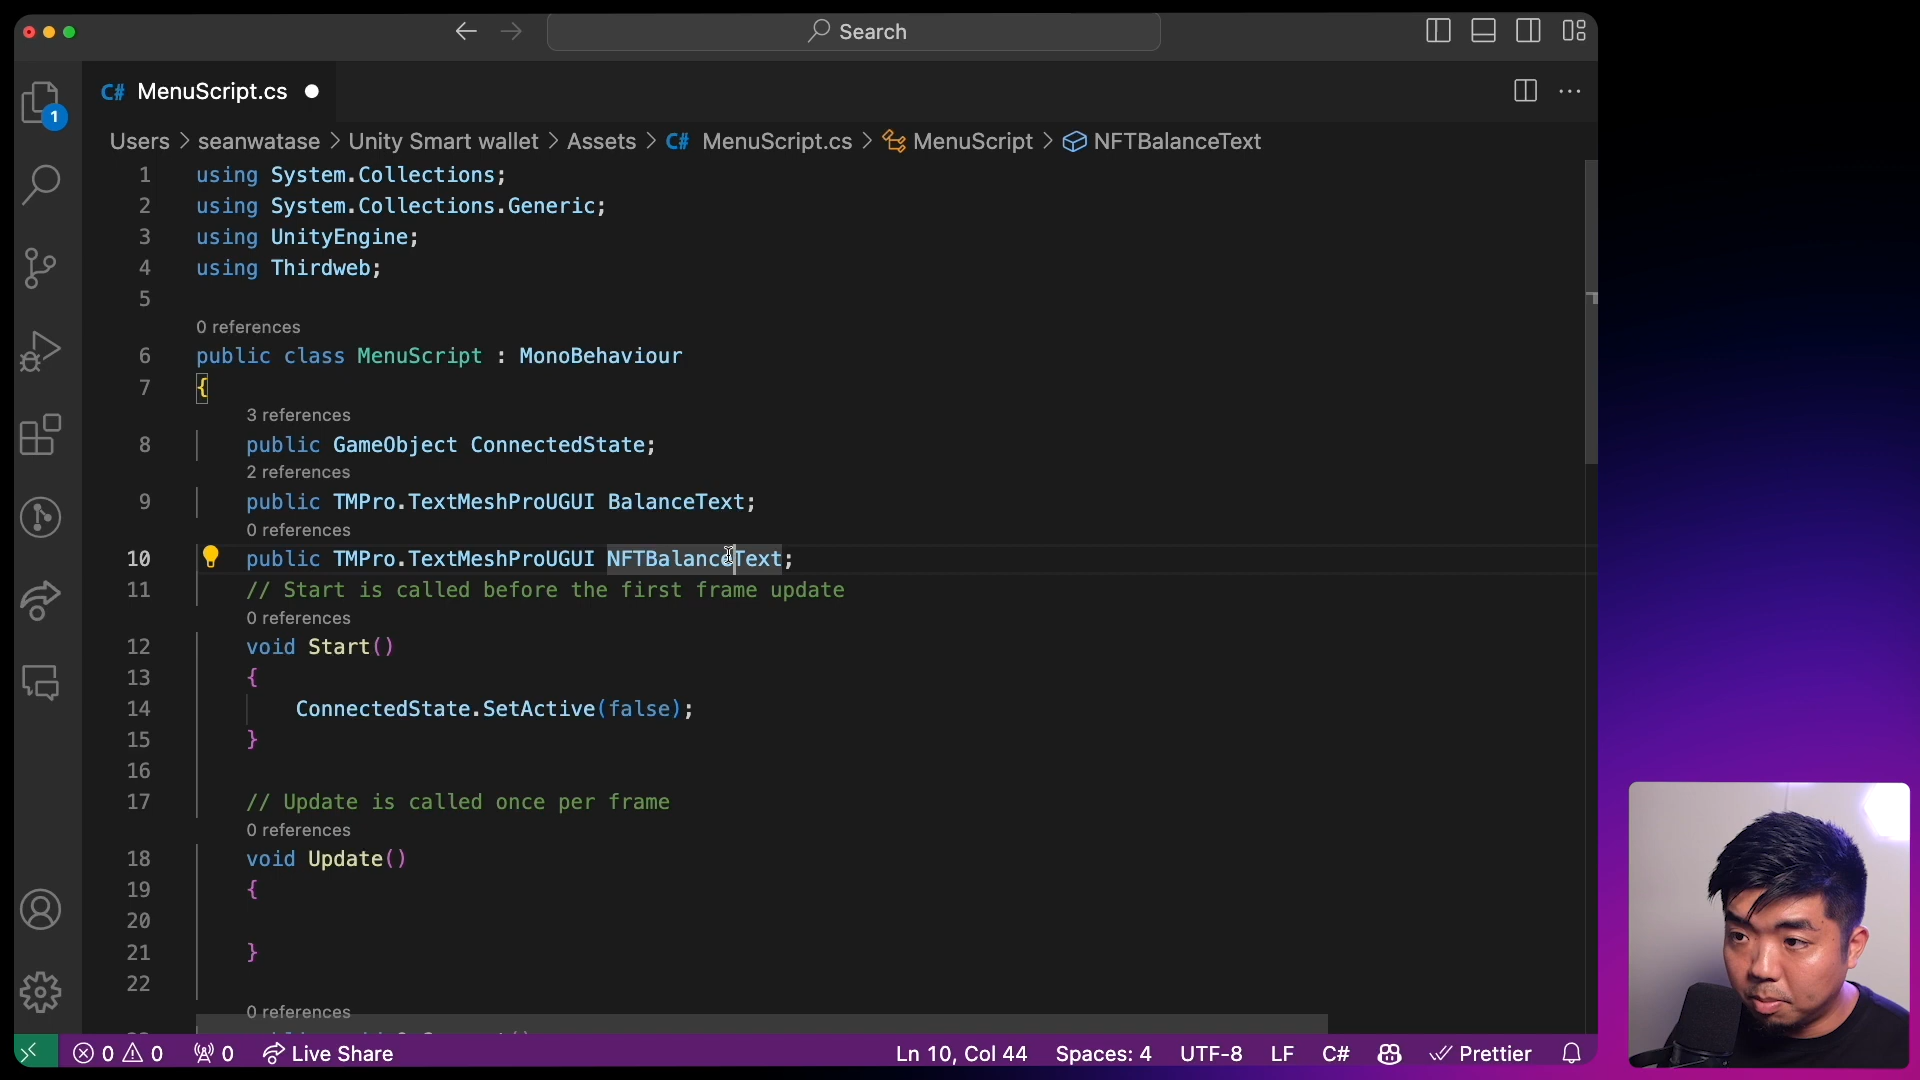 Search
C# MenuScript.cs
1
Users > seanwatase > Unity Smart wallet > Assets > C# MenuScript.cs > MenuScript > NFTBalanceText
1 using System.Collections;
2 using System.Collections.Generic;
3 using UnityEngine;
4 using Thirdweb;
5
0 references
6 public class MenuScript : MonoBehaviour
7 {
3 references
8 public GameObject ConnectedState;
2 references
9 public TMPro.TextMeshProUGUI BalanceText;
0 references
10 public TMPro.TextMeshProUGUI NFTBalanceText;
11 // Start is called before the first frame update
0 references
12 void Start()
13 {
14 ConnectedState.SetActive(false);
15 }
16
17 // Update is called once per frame
0 references
18 void Update()
19 {
20
21 }
22
0 references
0 0 0 Live Share Ln 10, Col 44 Spaces: 4 UTF-8 LF C# Prettier